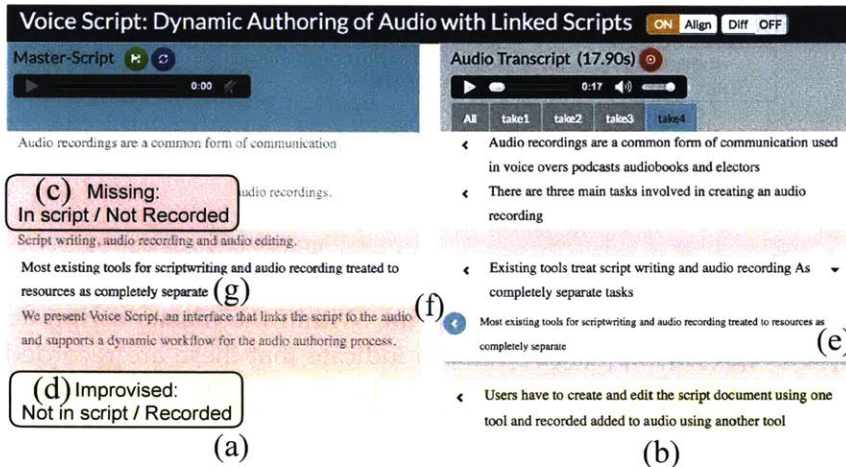 Voice Script: Dynamic Authoring of Audio with Linked Scripts ON Align Diff OFF
Master-Script
0:00
Audio recordings are a common form of communication
(c) Missing:
In script / Not Recorded
audio recordings.
Script writing, audio recording and audio editing.
Most existing tools for scriptwriting and audio recording treated to
resources as completely separate (g)
We present Voice Script, an interface that links the script to the audio
and supports a dynamic workflow for the audio authoring process.
(d) Improvised:
Not in script / Recorded
(a)
Audio Transcript (17.90s)
0:17
All take1 take2 take3 take4
Audio recordings are a common form of communication used
in voice overs podcasts audiobooks and electors
There are three main tasks involved in creating an audio
recording
Existing tools treat script writing and audio recording As
completely separate tasks
(f)
Most existing tools for scriptwriting and audio recording treated to resources as
completely separate
(e)
Users have to create and edit the script document using one
tool and recorded added to audio using another tool
(b)